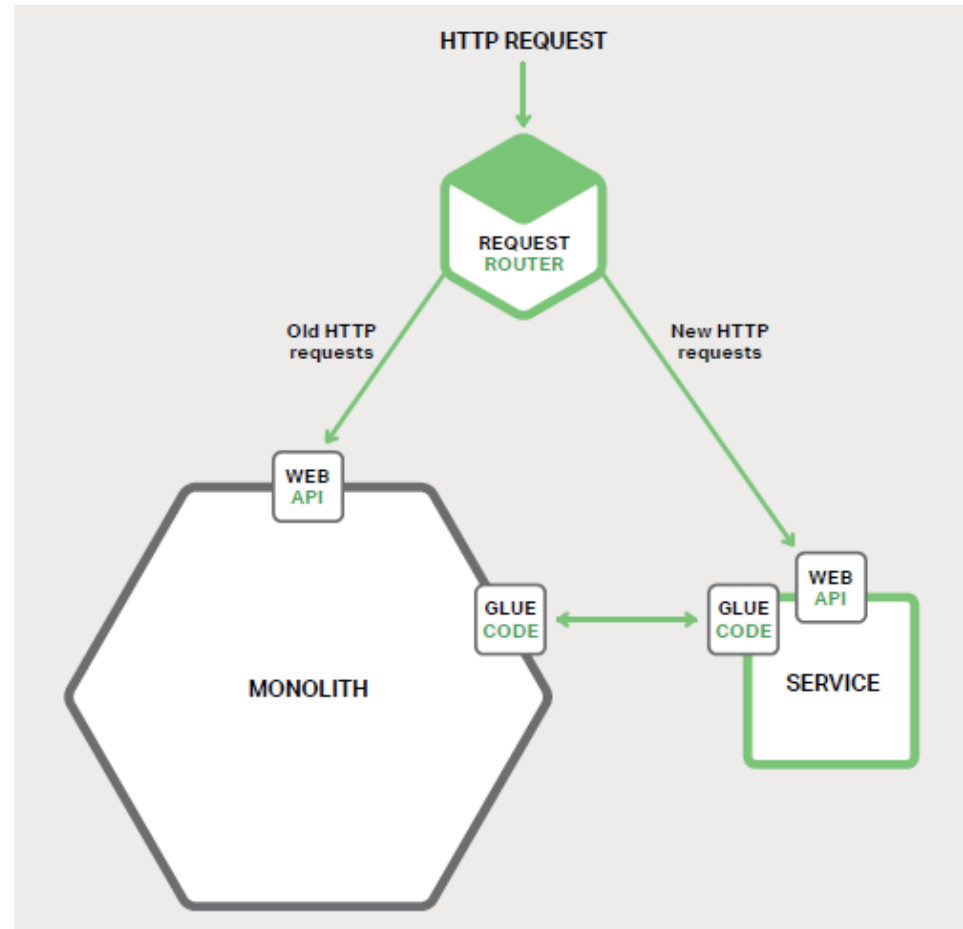 HTTP REQUEST
REQUEST
ROUTER
Old HTTP
requests
New HTTP
requests
WEB
API
GLUE
CODE
MONOLITH
GLUE
CODE
WEB
API
SERVICE